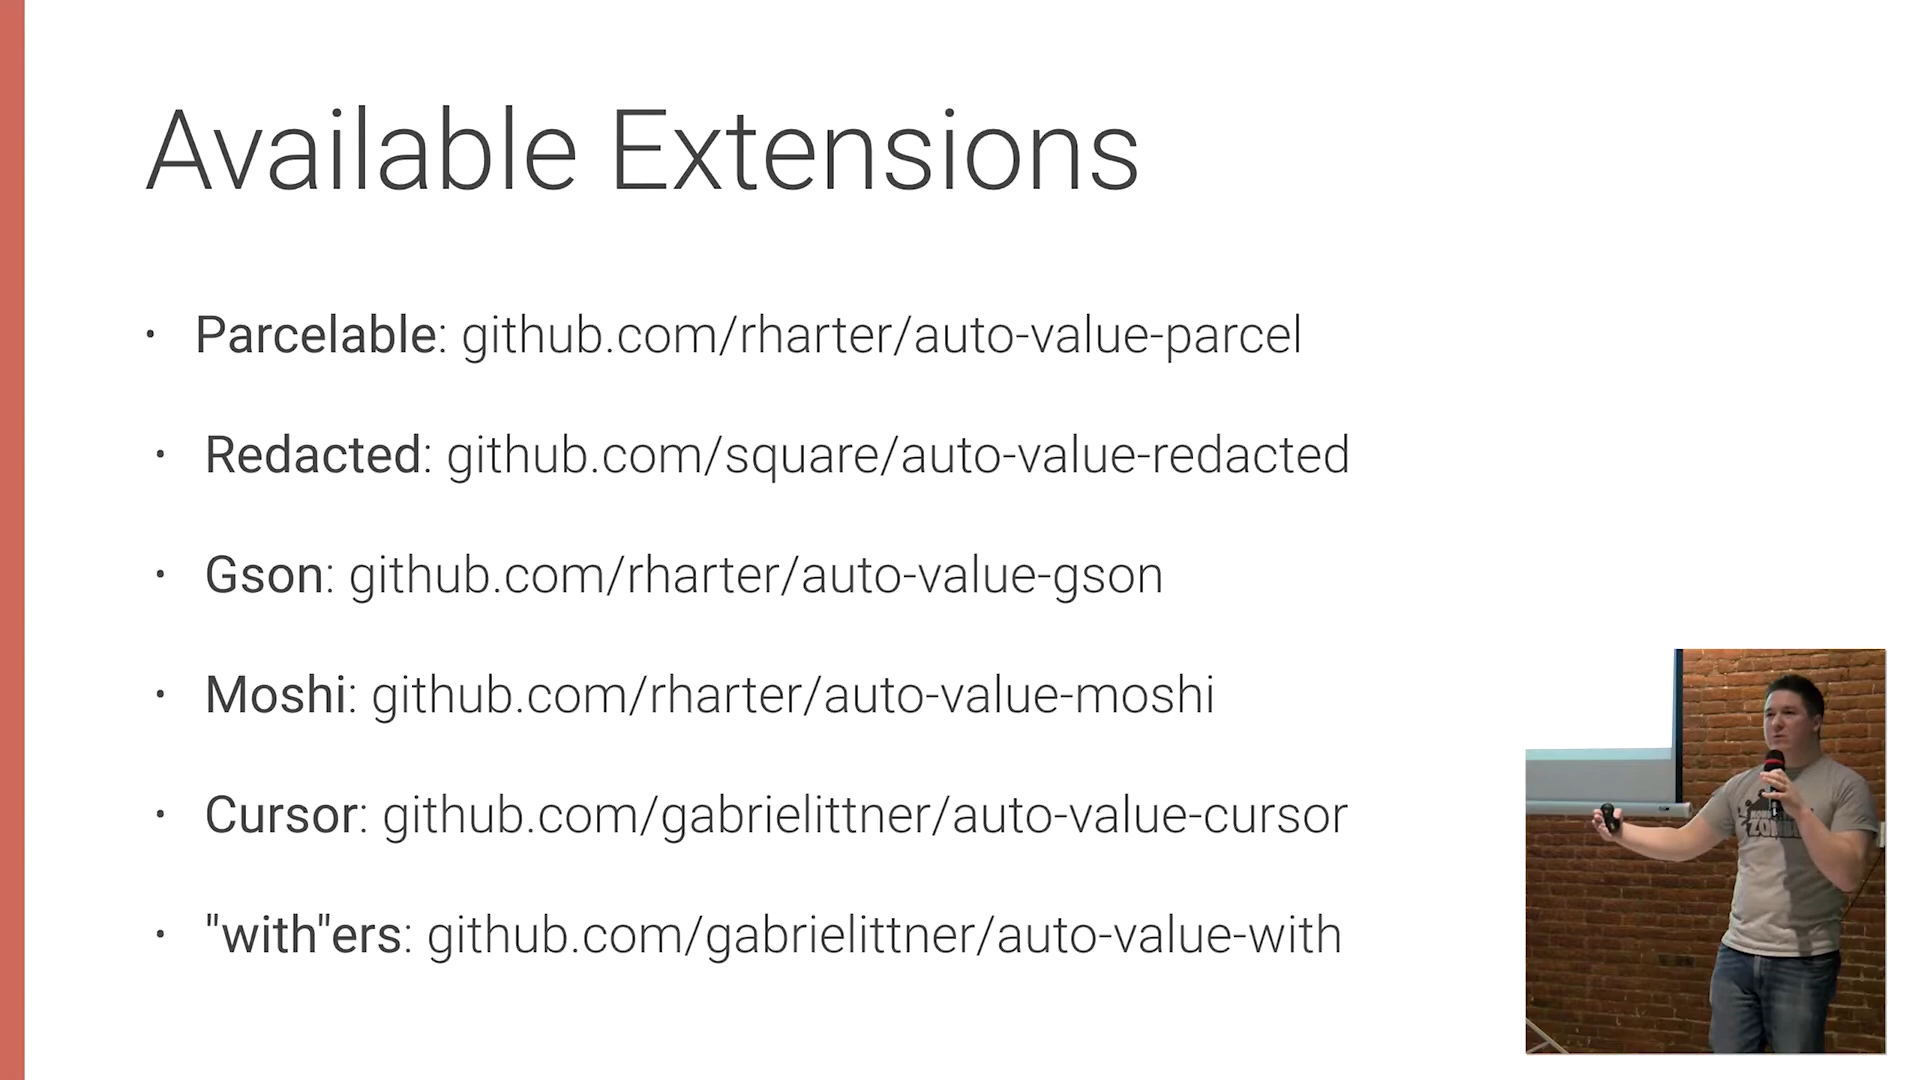 Available Extensions
• Parcelable: github.com/rharter/auto-value-parcel
• Redacted: github.com/square/auto-value-redacted
• Gson: github.com/rharter/auto-value-gson
• Moshi: github.com/rharter/auto-value-moshi
• Cursor: github.com/gabrielittner/auto-value-cursor
• "with"ers: github.com/gabrielittner/auto-value-with